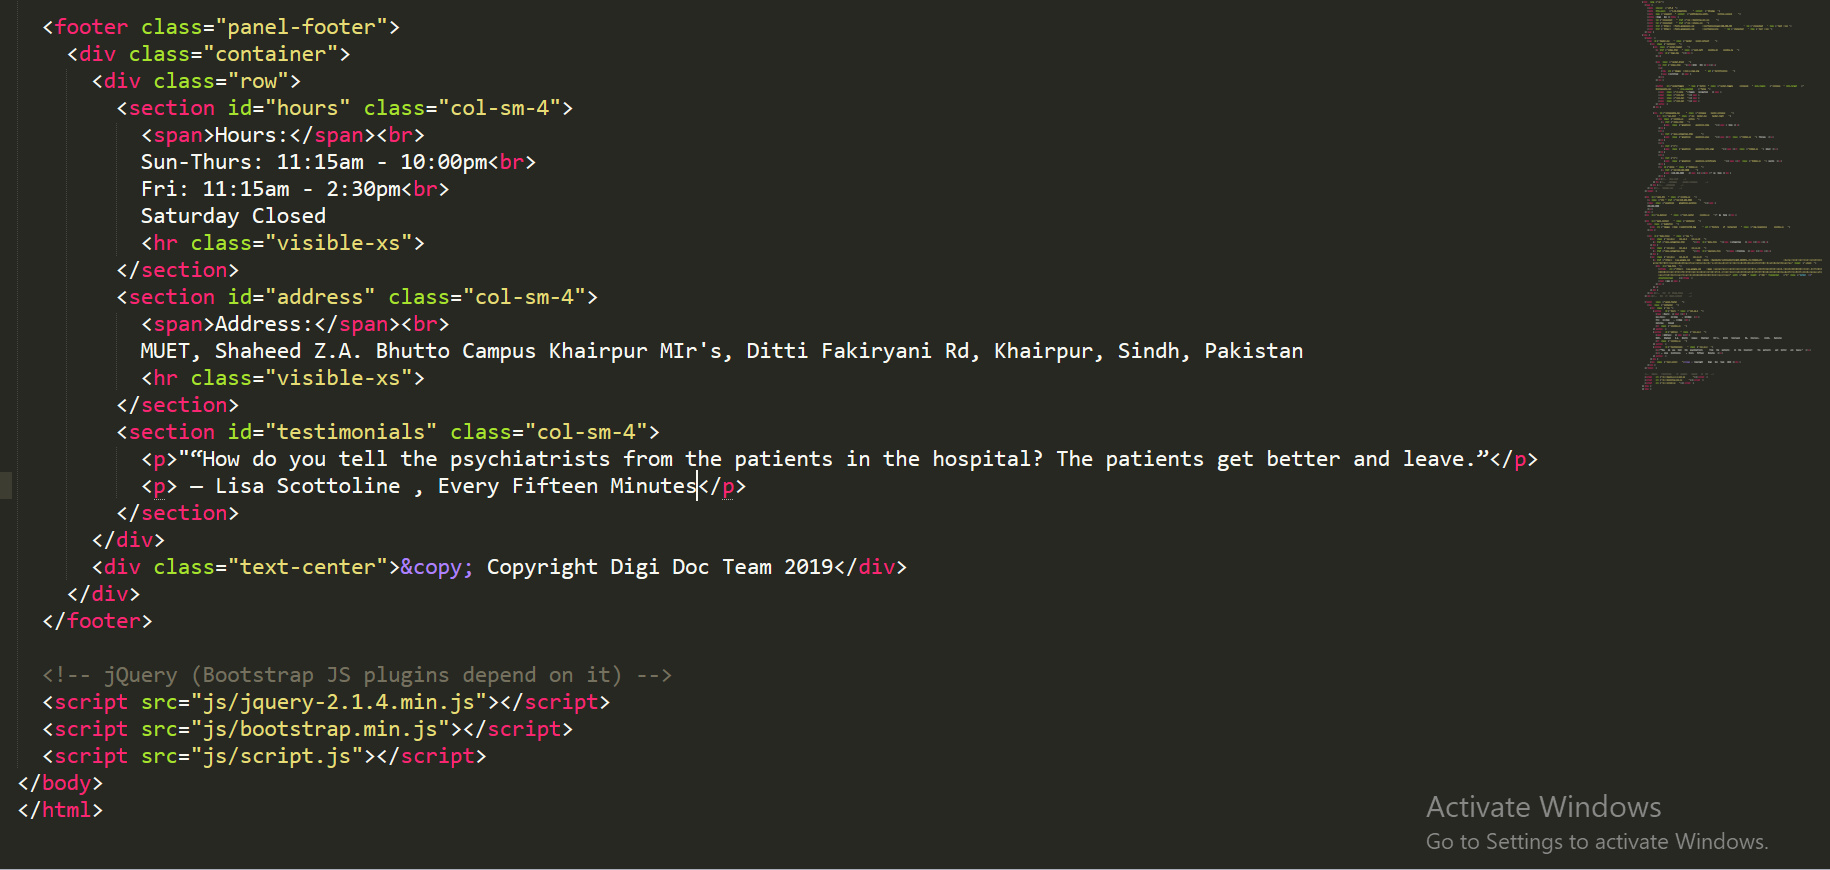 <footer class="panel-footer">
<div class="container">
<div class="row">
<section id="hours" class="col-sm-4">
<span>Hours:</span><br>
Sun-Thurs: 11:15am - 10:00pm<br>
Fri: 11:15am - 2:30pm<br>
Saturday Closed
<hr class="visible-xs">
</section>
<section id="address" class="col-sm-4">
<span>Address:</span><br>
MUET, Shaheed Z.A. Bhutto Campus Khairpur MIr's, Ditti Fakiryani Rd, Khairpur, Sindh, Pakistan
<hr class="visible-xs">
</section>
<section id="testimonials" class="col-sm-4">
<p>"“How do you tell the psychiatrists from the patients in the hospital? The patients get better and leave.”</p>
<p> — Lisa Scottoline , Every Fifteen Minutes</p>
</section>
</div>
<div class="text-center">&copy; Copyright Digi Doc Team 2019</div>
</div>
</footer>
<!-- jQuery (Bootstrap JS plugins depend on it) -->
<script src="js/jquery-2.1.4.min.js"></script>
<script src="js/bootstrap.min.js"></script>
<script src="js/script.js"></script>
</body>
</html>
Activate Windows
Go to Settings to activate Windows.